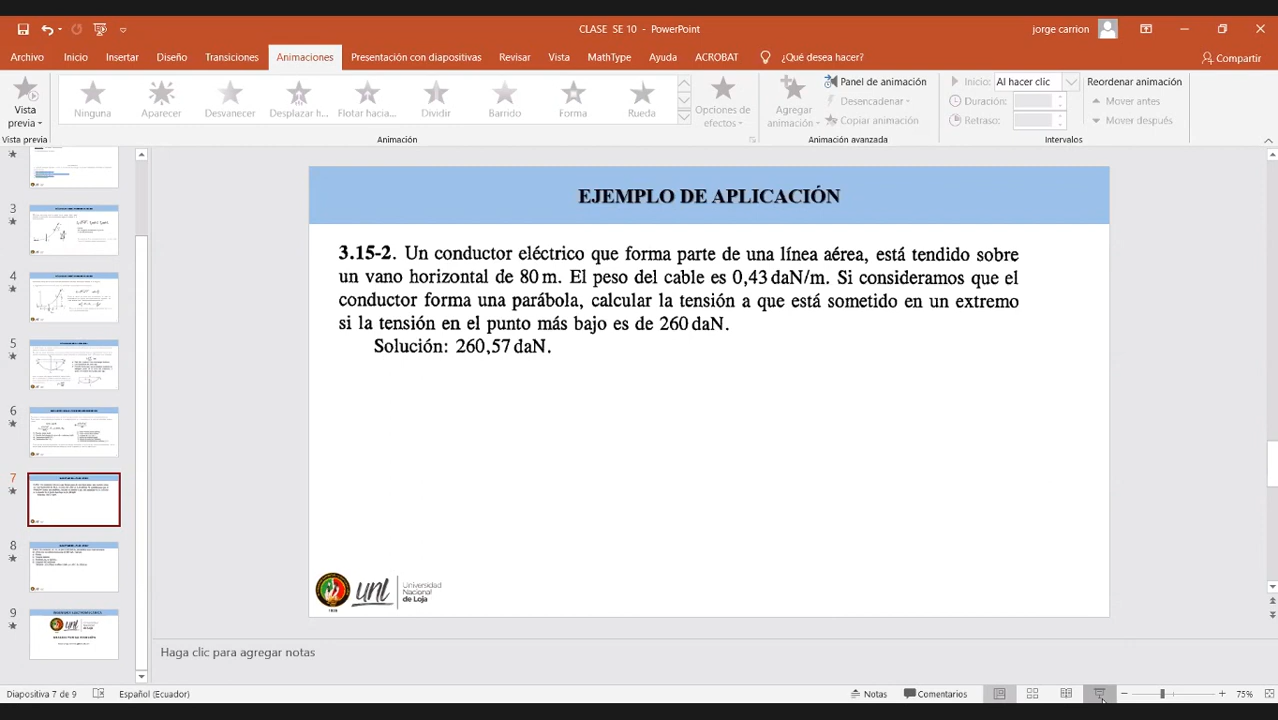 CLASE SE 10 - PowerPoint
jorge carrion
Archivo
Inicio
Insertar
Diseño
Transiciones
Animaciones
Presentación con diapositivas
Revisar
Vista
MathType
Ayuda
ACROBAT
¿Qué desea hacer?
Compartir
Vista previa
Ninguna
Aparecer
Desvanecer
Desplazar h...
Flotar hacia...
Dividir
Barrido
Forma
Rueda
Opciones de efectos
Agregar animación
Panel de animación
Desencadenar
Copiar animación
Inicio: Al hacer clic
Duración:
Retraso:
Reordenar animación
Mover antes
Mover después
Vista previa
Animación
Animación avanzada
Intervalos
3
4
5
6
7
8
9
EJEMPLO DE APLICACIÓN
3.15-2. Un conductor eléctrico que forma parte de una línea aérea, está tendido sobre
un vano horizontal de 80 m. El peso del cable es 0,43 daN/m. Si consideramos que el
conductor forma una parábola, calcular la tensión a que está sometido en un extremo
si la tensión en el punto más bajo es de 260 daN.
Solución: 260,57 daN.
unl
Universidad
Nacional
de Loja
Haga clic para agregar notas
Diapositiva 7 de 9
Español (Ecuador)
Notas
Comentarios
75%